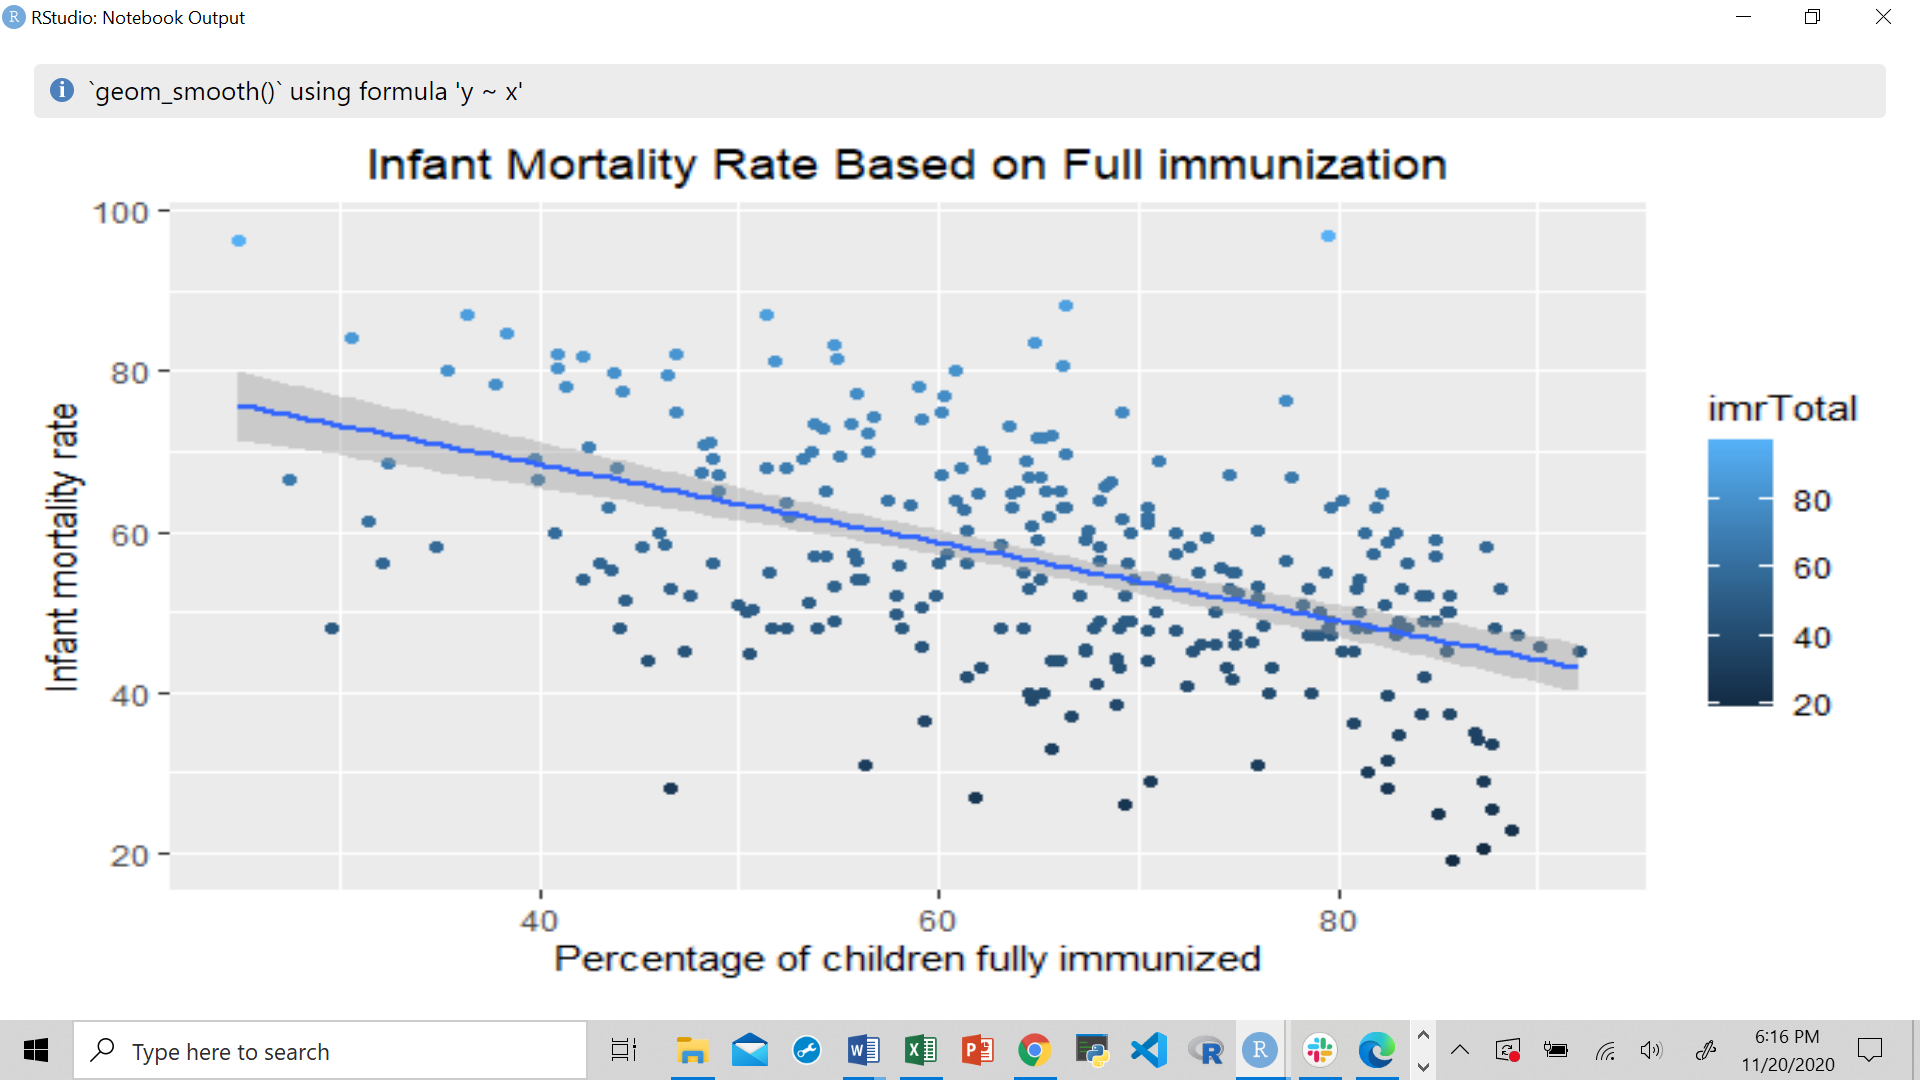 RStudio: Notebook Output
`geom_smooth()` using formula 'y ~ x'
Infant Mortality Rate Based on Full immunization
100
80
60
40
20
Infant mortality rate
40
60
80
Percentage of children fully immunized
imrTotal
80
60
40
20
Type here to search
6:16 PM
11/20/2020